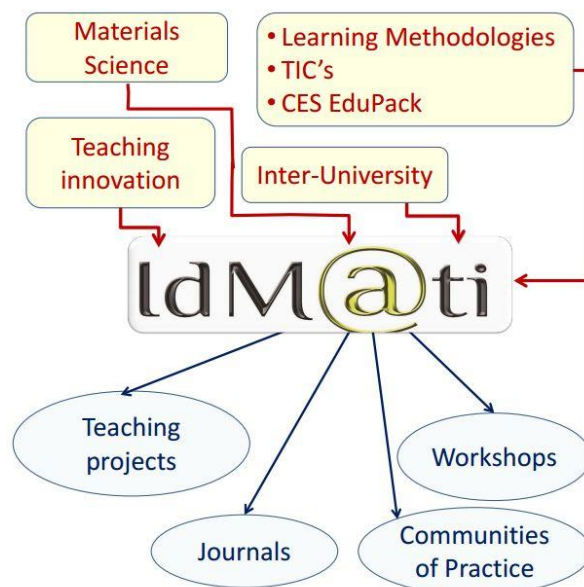 Materials
Science
• Learning Methodologies
• TIC's
• CES EduPack
Teaching
innovation
Inter-University
IdM@ti
Teaching
projects
Workshops
Journals
Communities
of Practice